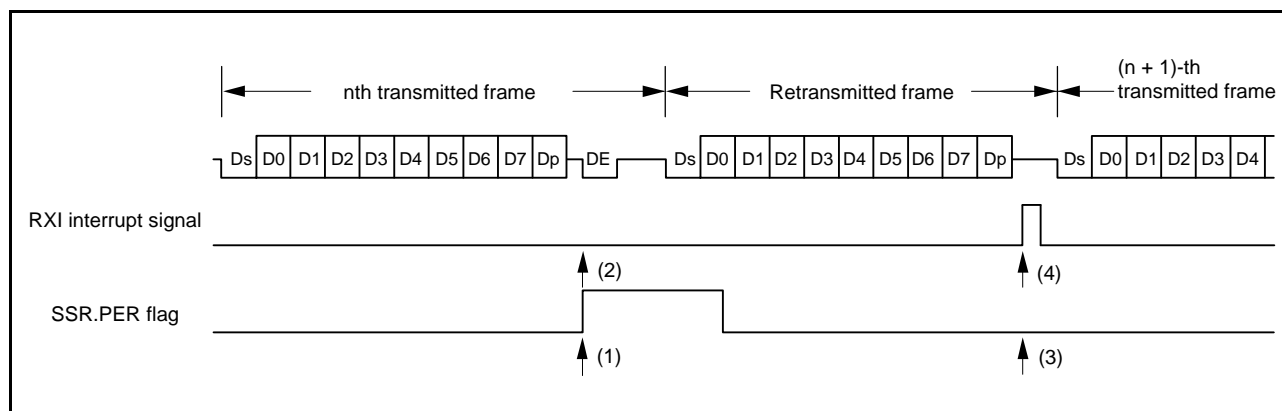 nth transmitted frame
Retransmitted frame
(n + 1)-th
transmitted frame
Ds D0 D1 D2 D3 D4 D5 D6 D7 Dp DE Ds D0 D1 D2 D3 D4 D5 D6 D7 Dp Ds D0 D1 D2 D3 D4
RXI interrupt signal
(2) (4)
SSR.PER flag
(1) (3)